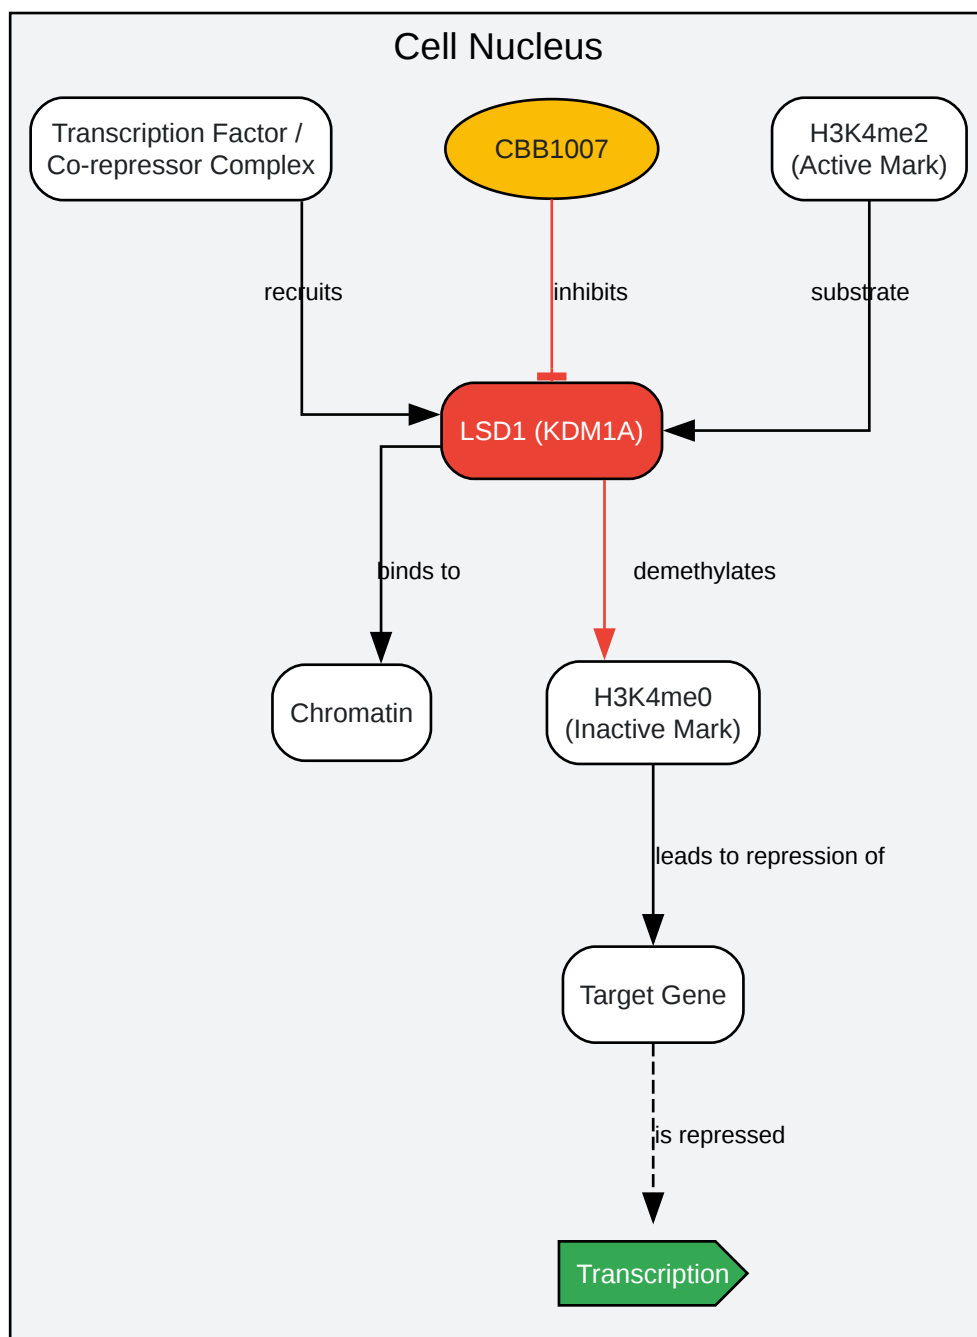 Cell Nucleus
Transcription Factor /
Co-repressor Complex
CBB1007
H3K4me2
(Active Mark)
recruits
inhibits
substrate
LSD1 (KDM1A)
binds to
demethylates
Chromatin
H3K4me0
(Inactive Mark)
leads to repression of
Target Gene
is repressed
Transcription